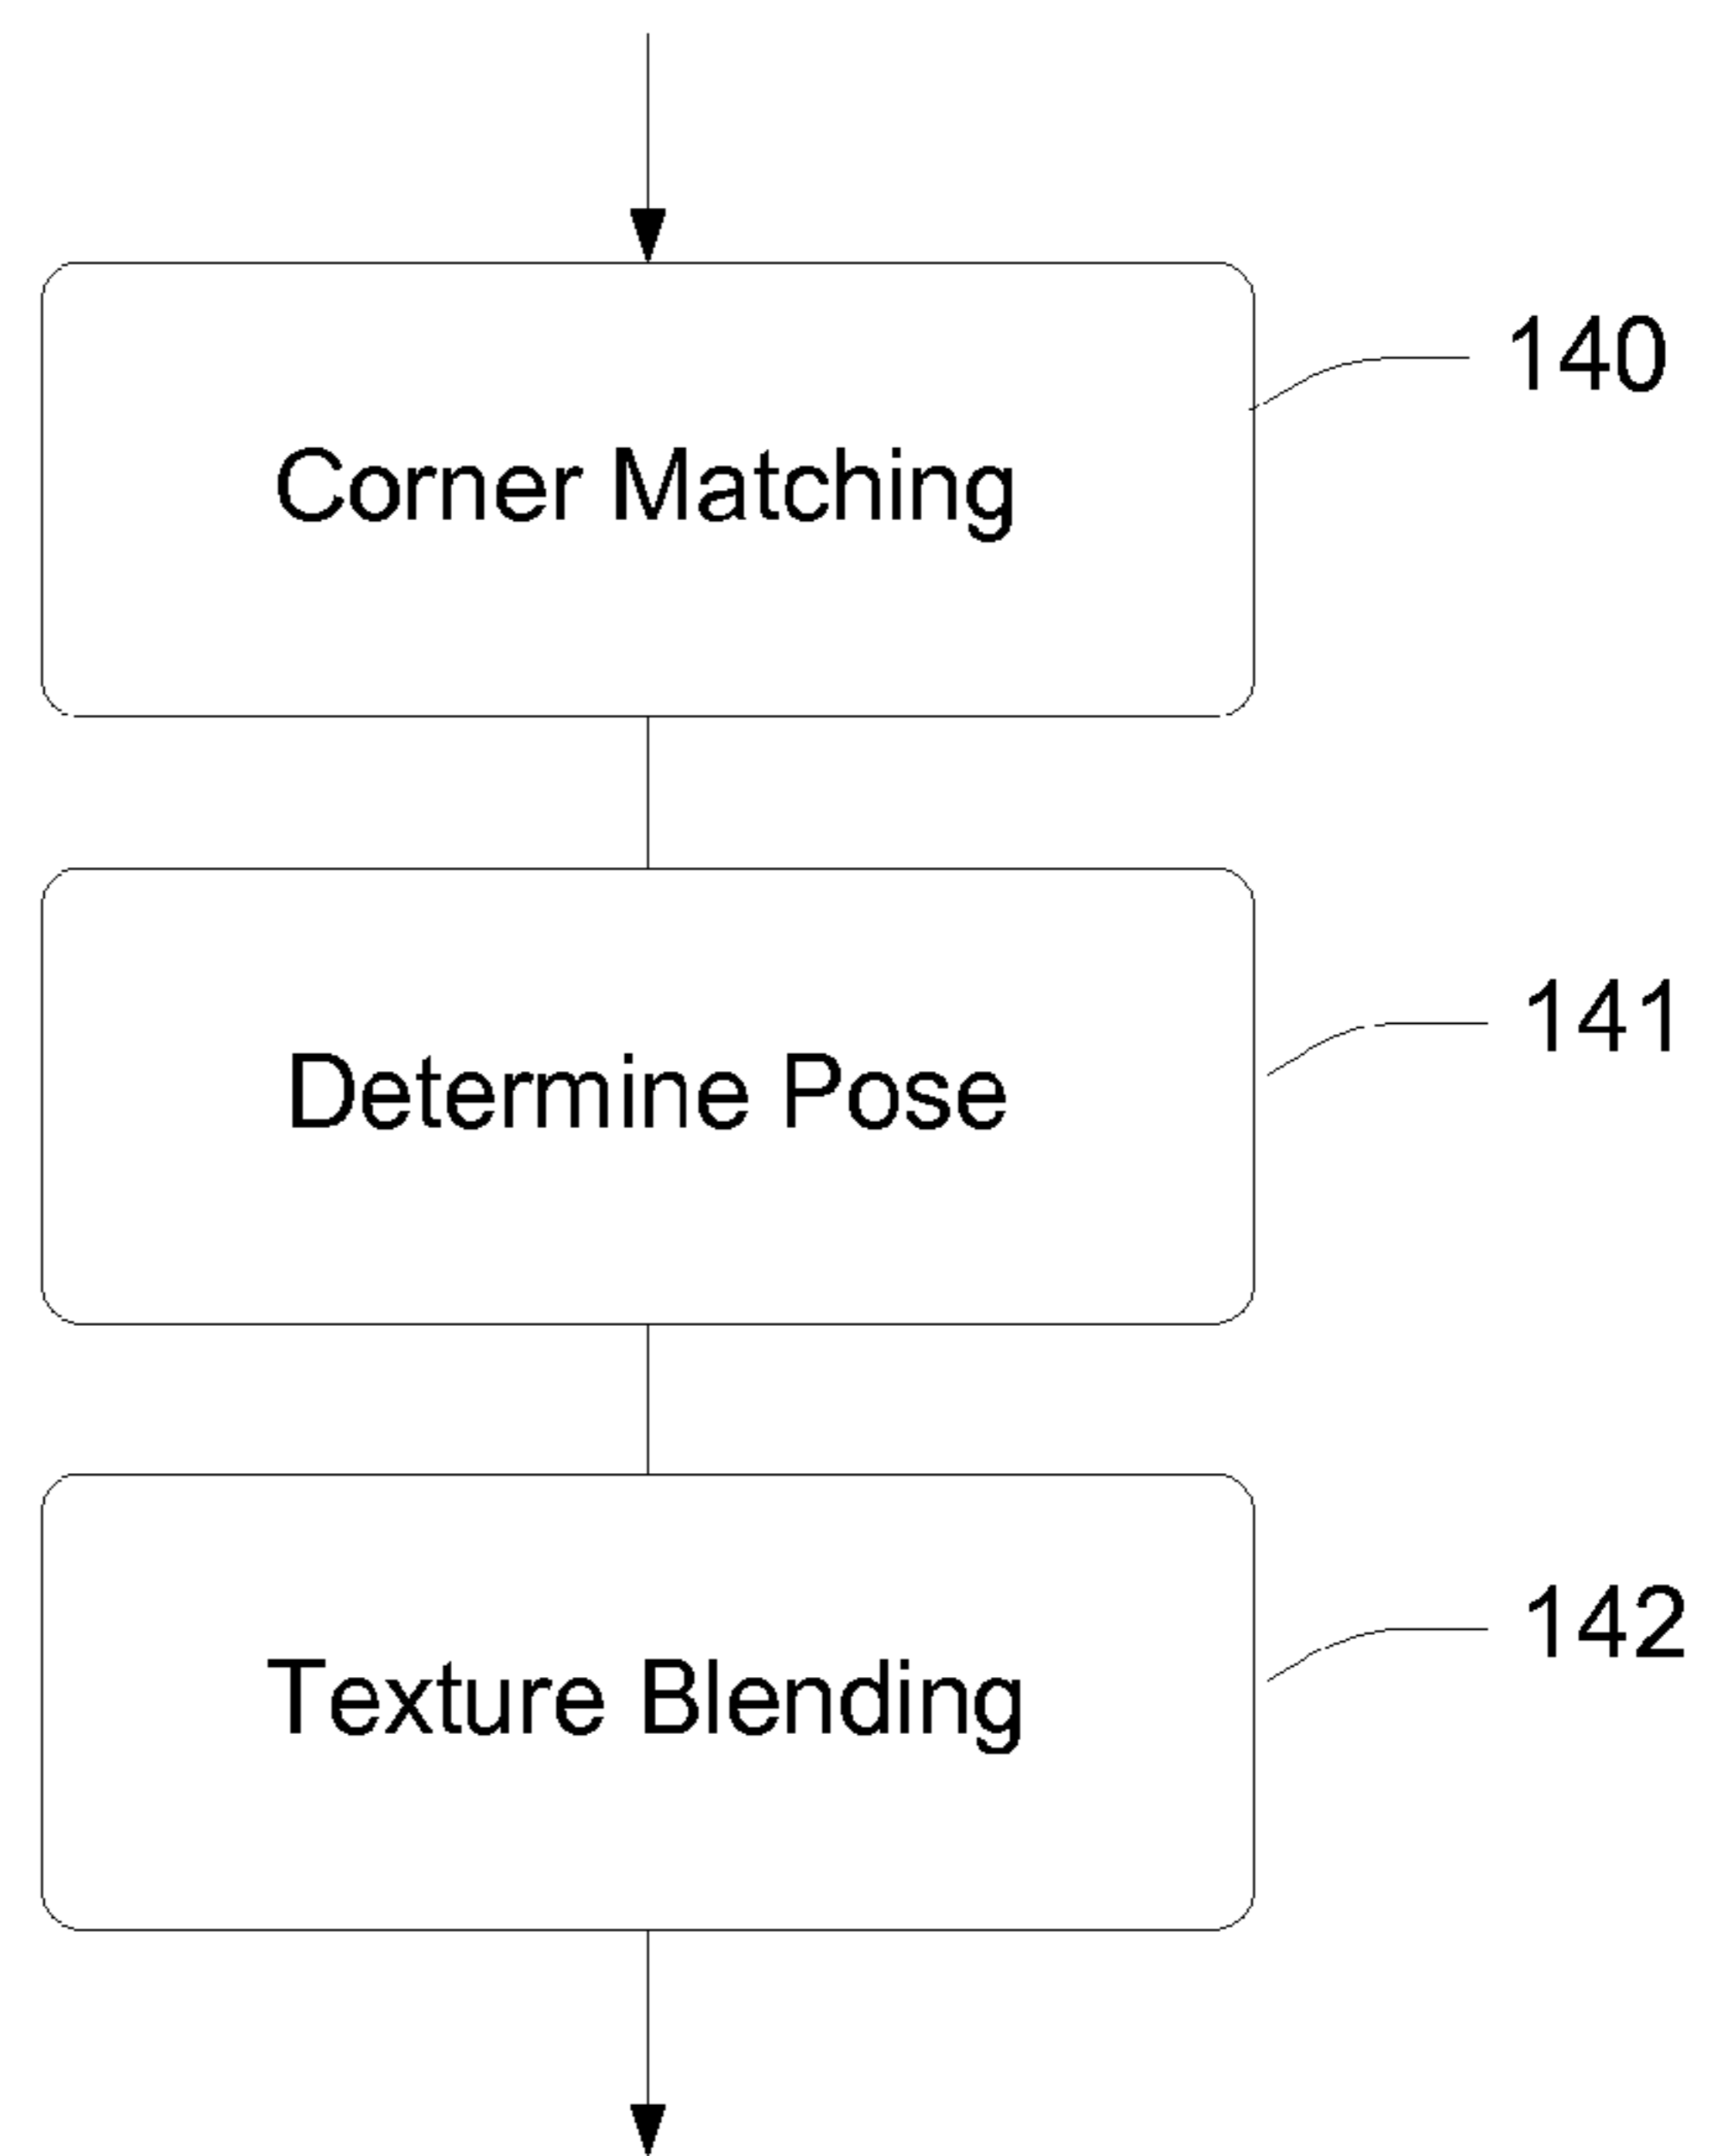 140
Corner Matching
141
Determine Pose
142
Texture Blending